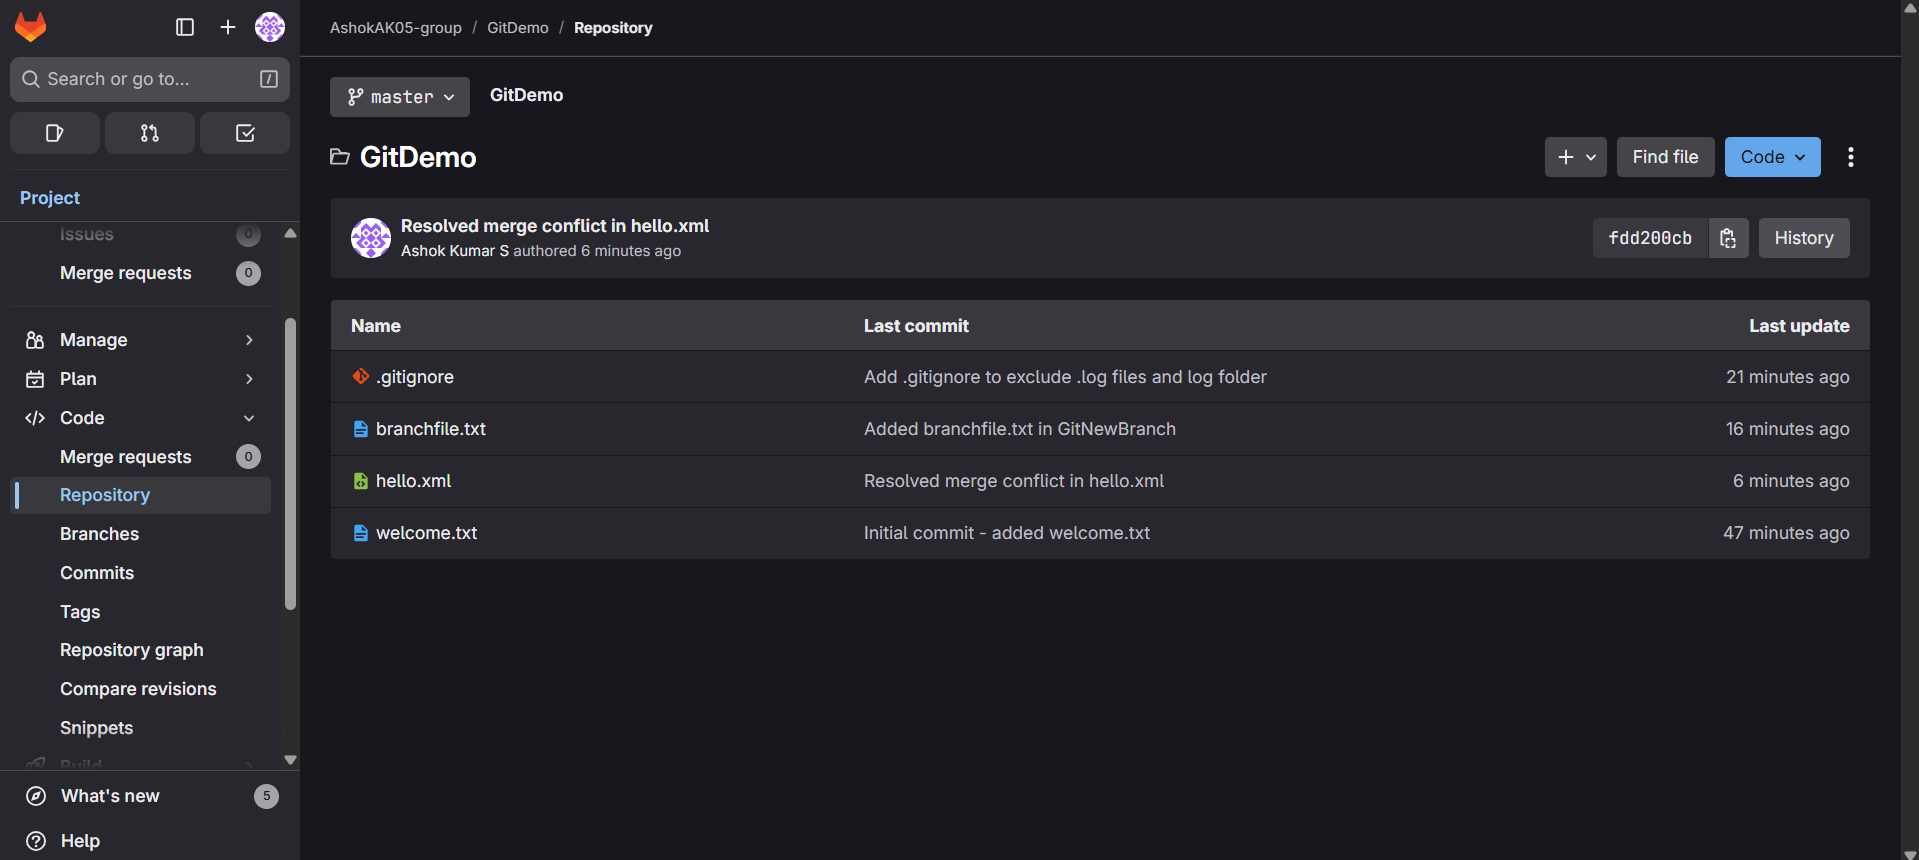 AshokAK05-group / GitDemo / Repository
Search or go to... /
Project
Issues 0
Merge requests 0
Manage
Plan
Code
Merge requests 0
Repository
Branches
Commits
Tags
Repository graph
Compare revisions
Snippets
Build
What's new 5
Help
master GitDemo
GitDemo
Find file Code
Resolved merge conflict in hello.xml
Ashok Kumar S authored 6 minutes ago
fdd200cb History
Name Last commit Last update
.gitignore Add .gitignore to exclude .log files and log folder 21 minutes ago
branchfile.txt Added branchfile.txt in GitNewBranch 16 minutes ago
hello.xml Resolved merge conflict in hello.xml 6 minutes ago
welcome.txt Initial commit - added welcome.txt 47 minutes ago